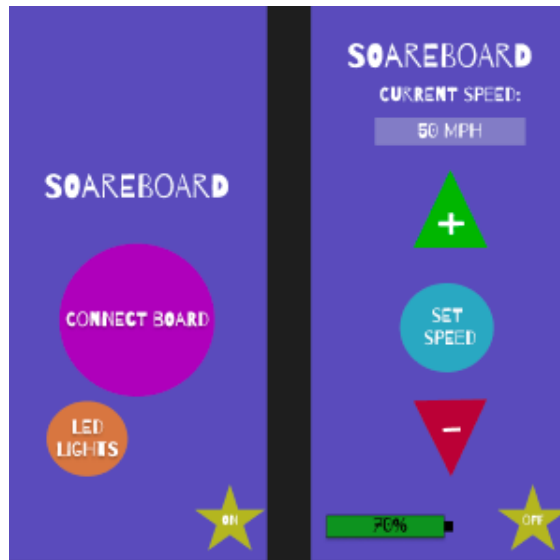 SOAREBOARD
CONNECT BOARD
LED
LIGHTS
ON
SOAREBOARD
CURRENT SPEED:
50 MPH
+
SET
SPEED
-
70%
OFF